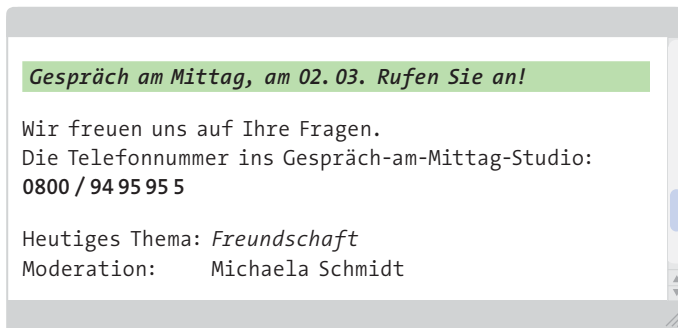 Gespräch am Mittag, am 02. 03. Rufen Sie an!
Wir freuen uns auf Ihre Fragen.
Die Telefonnummer ins Gespräch-am-Mittag-Studio:
0800 / 94 95 95 5
Heutiges Thema: Freundschaft
Moderation: Michaela Schmidt